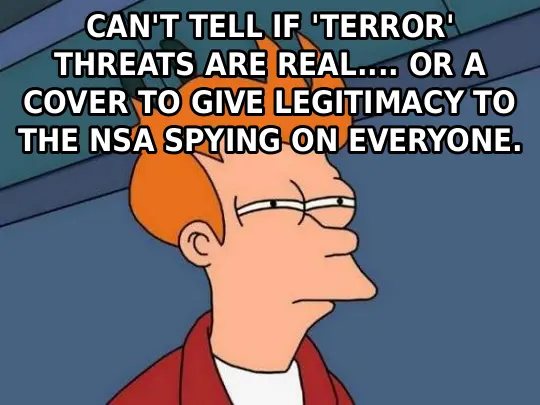 CAN'T TELL IF 'TERROR'
THREATS ARE REAL.... OR A
COVER TO GIVE LEGITIMACY TO
THE NSA SPYING ON EVERYONE.